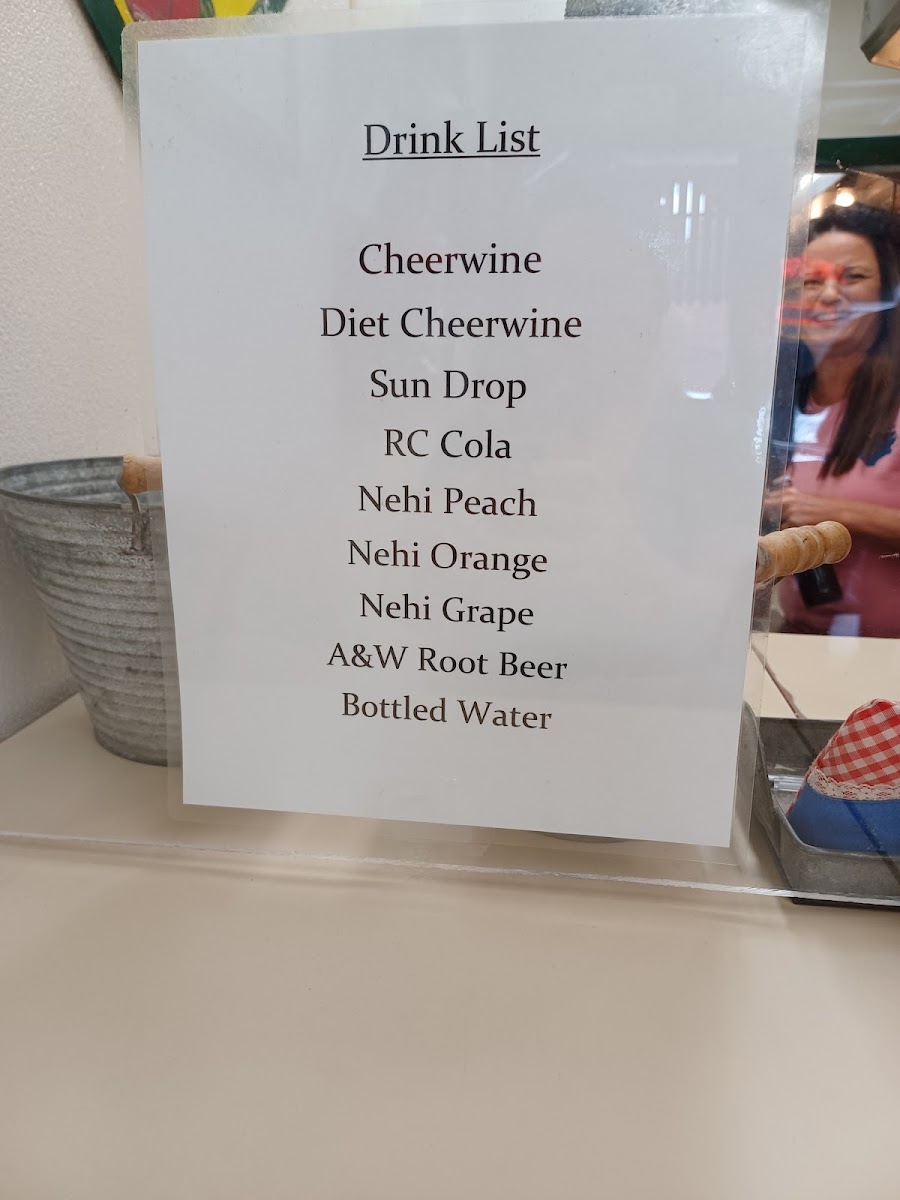 Drink List
Cheerwine
Diet Cheerwine
Sun Drop
RC Cola
Nehi Peach
Nehi Orange
Nehi Grape
A&W Root Beer
Bottled Water